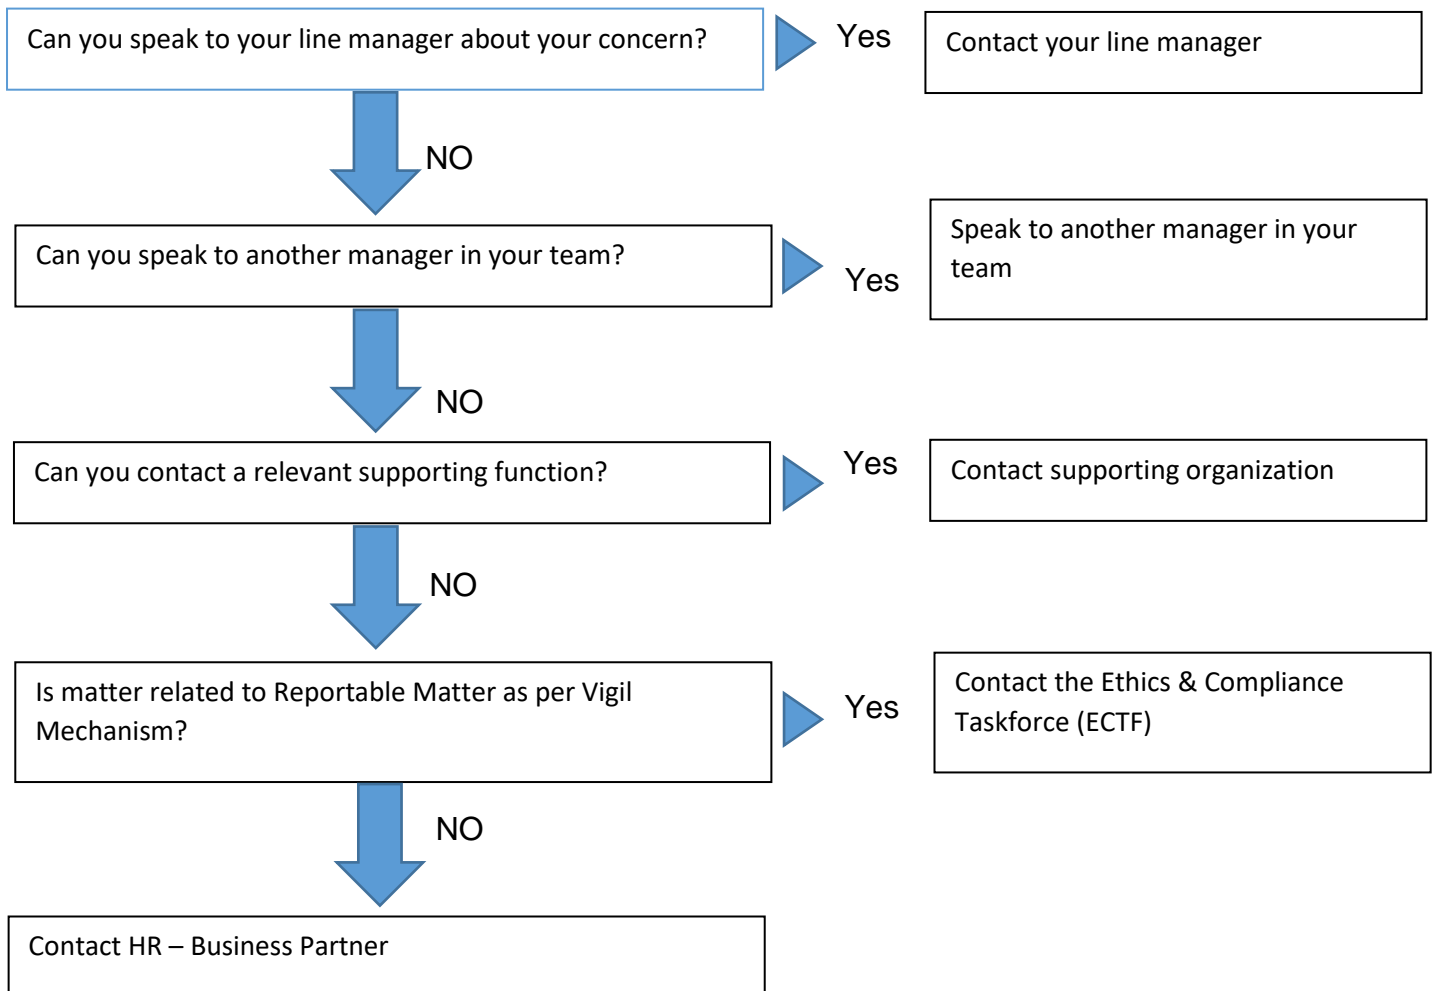 Can you speak to your line manager about your concern?
Yes
Contact your line manager
NO
Can you speak to another manager in your team?
Yes
Speak to another manager in your
team
NO
Can you contact a relevant supporting function?
Yes
Contact supporting organization
NO
Is matter related to Reportable Matter as per Vigil
Mechanism?
Yes
Contact the Ethics & Compliance
Taskforce (ECTF)
NO
Contact HR – Business Partner